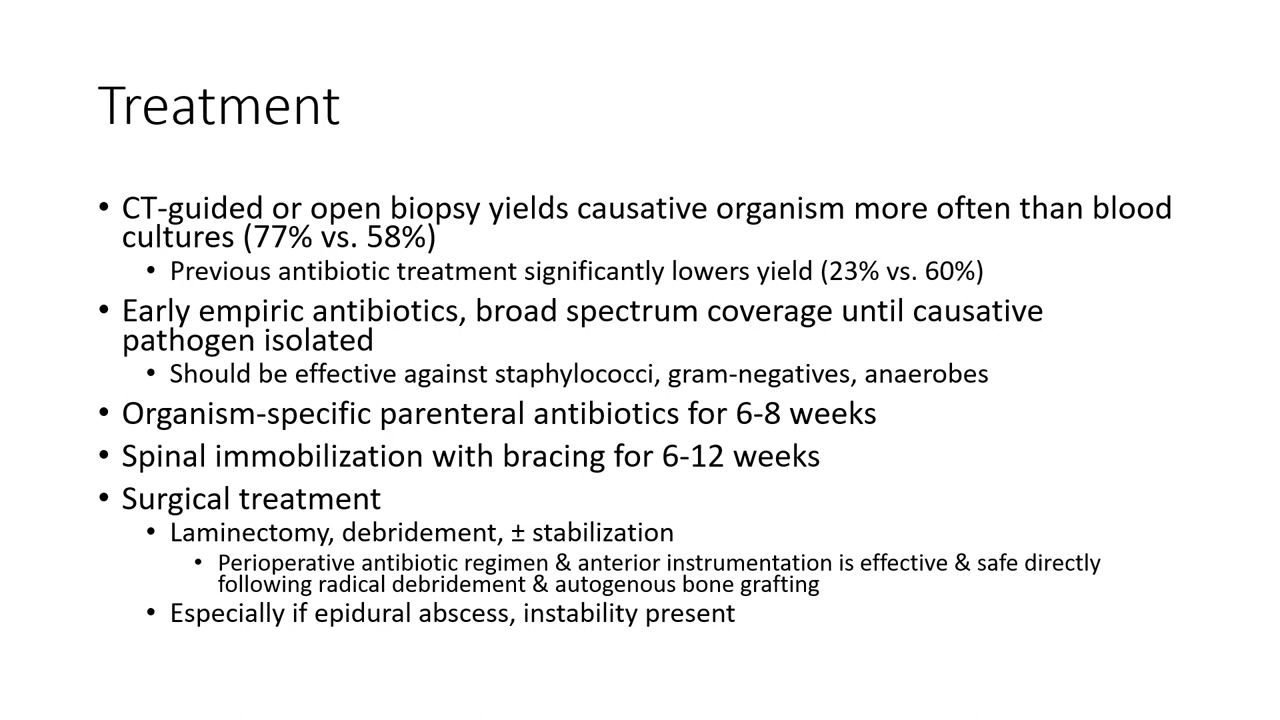 Treatment
• CT-guided or open biopsy yields causative organism more often than blood
cultures (77% vs. 58%)
• Previous antibiotic treatment significantly lowers yield (23% vs. 60%)
• Early empiric antibiotics, broad spectrum coverage until causative
pathogen isolated
• Should be effective against staphylococci, gram-negatives, anaerobes
• Organism-specific parenteral antibiotics for 6-8 weeks
• Spinal immobilization with bracing for 6-12 weeks
• Surgical treatment
• Laminectomy, debridement, ± stabilization
• Perioperative antibiotic regimen & anterior instrumentation is effective & safe directly
following radical debridement & autogenous bone grafting
• Especially if epidural abscess, instability present